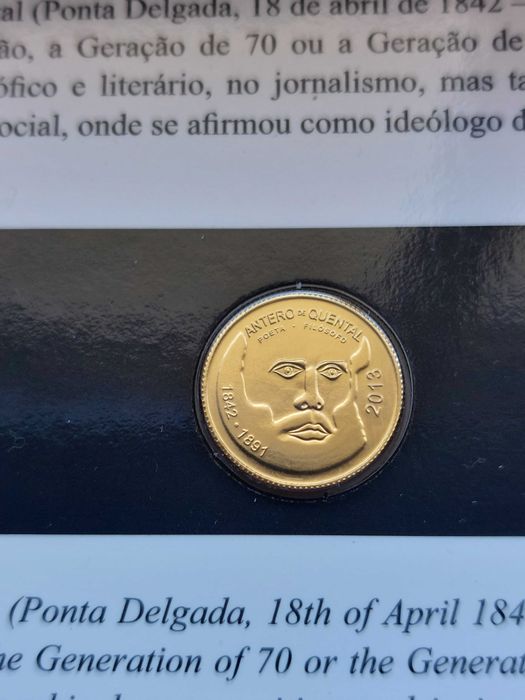 al (Ponta Delgada, 18 de abril de 1842 –
ão, a Geração de 70 ou a Geração de
ófico e literário, no jornalismo, mas ta
ocial, onde se afirmou como ideólogo d
ANTERO DE QUENTAL
POETA · FILÓSOFO
1842 · 1891
2013
(Ponta Delgada, 18th of April 184
he Generation of 70 or the Generat